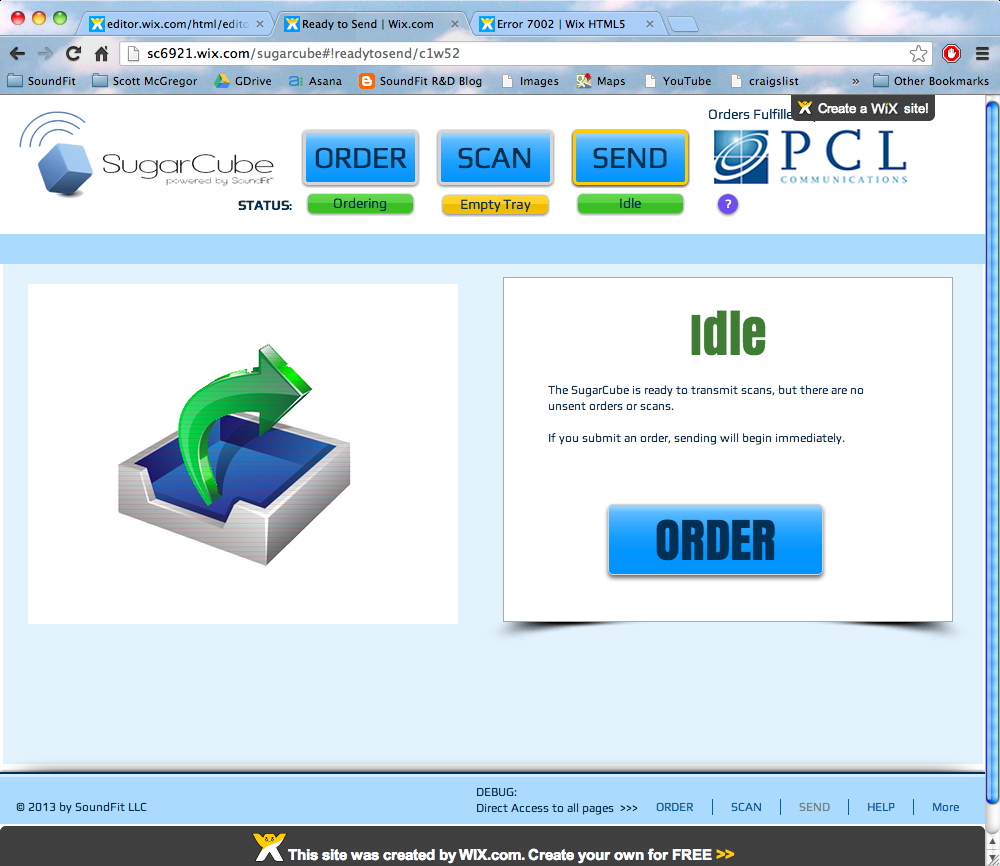 editor.wix.com/html/edito
Ready to Send | Wix.com
Error 7002 | Wix HTML5
sc6921.wix.com/sugarcube#!readytosend/c1w52
SoundFit
Scott McGregor
GDrive
Asana
SoundFit R&D Blog
Images
Maps
YouTube
craigslist
»
Other Bookmarks
Orders Fulfille
Create a WiX site!
SugarCube
powered by SoundFit
ORDER
SCAN
SEND
PCL
COMMUNICATIONS
STATUS:
Ordering
Empty Tray
Idle
?
Idle
The SugarCube is ready to transmit scans, but there are no
unsent orders or scans.
If you submit an order, sending will begin immediately.
ORDER
DEBUG:
© 2013 by SoundFit LLC
Direct Access to all pages >>>
ORDER
SCAN
SEND
HELP
More
This site was created by WIX.com. Create your own for FREE >>